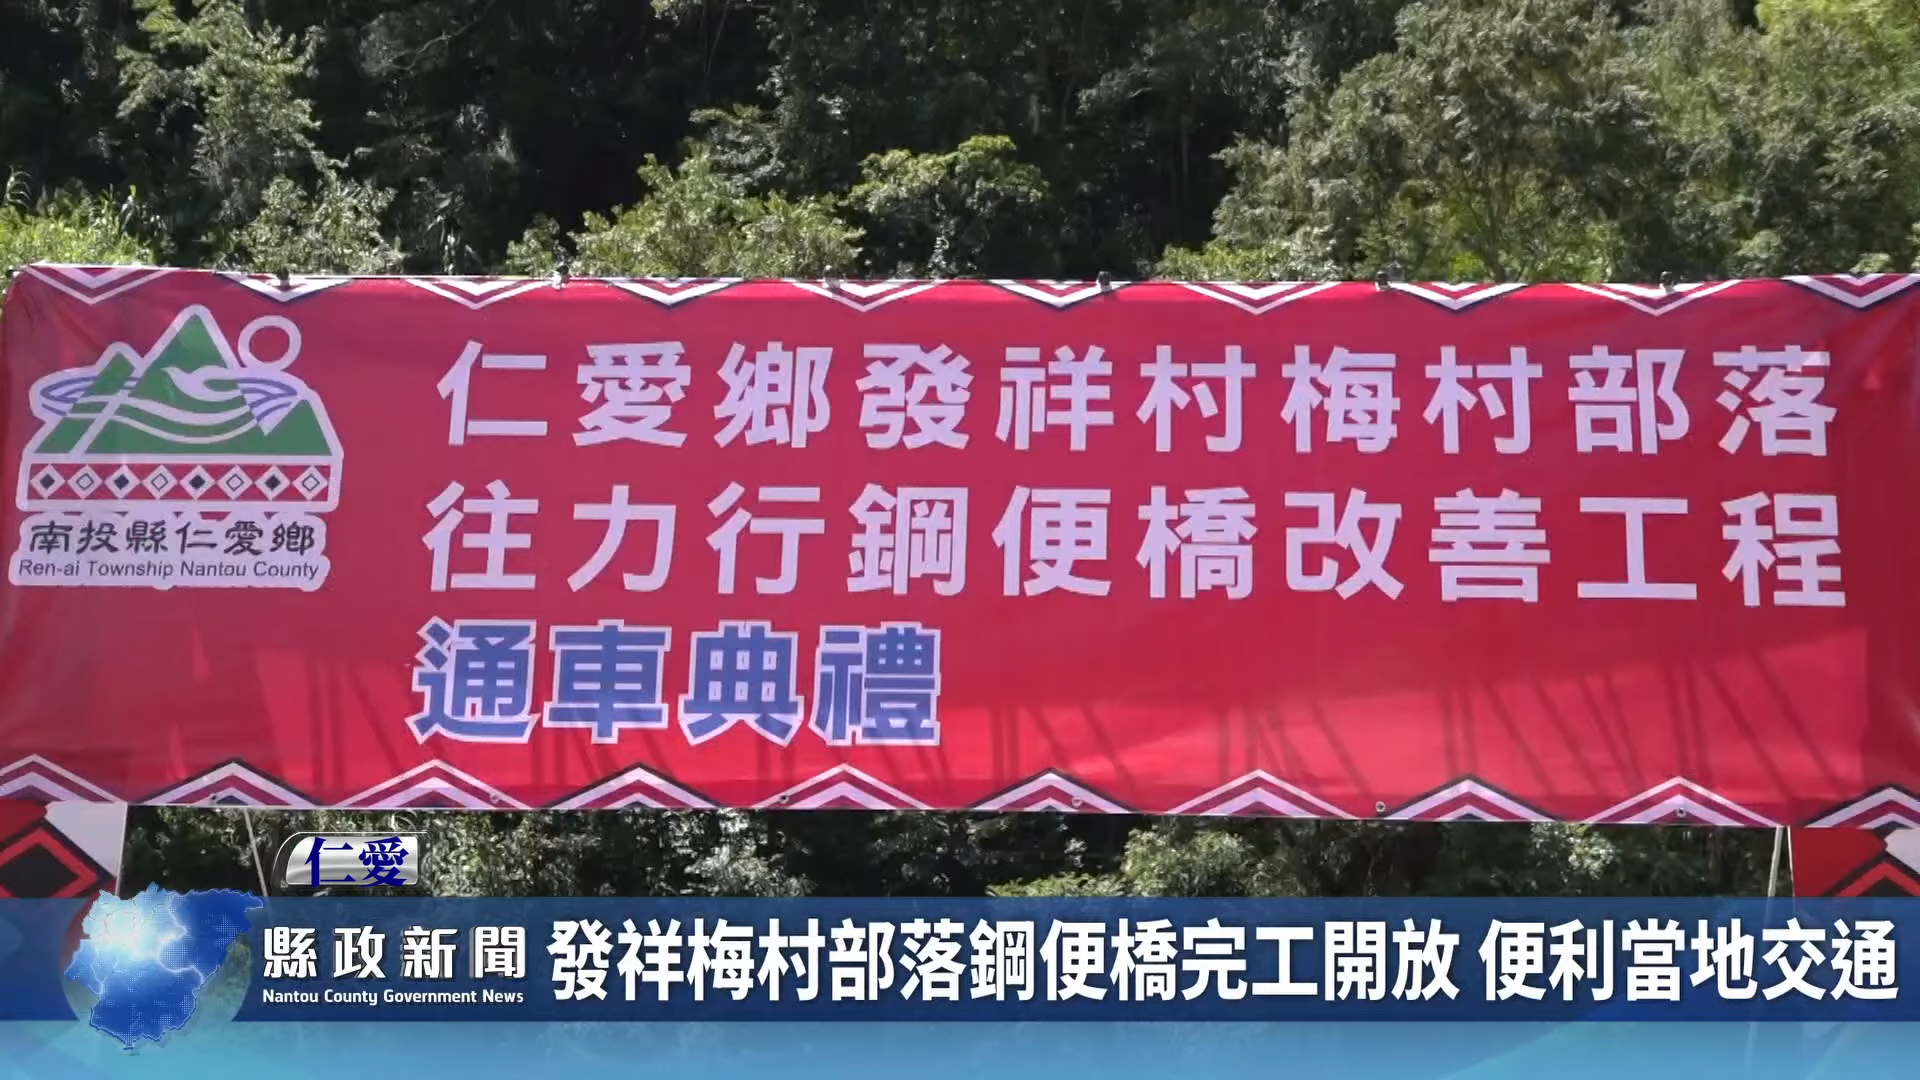 仁愛鄉發祥村梅村部落
往力行鋼便橋改善工程
通車典禮
南投縣仁愛鄉
Ren-ai Township Nantou County
仁愛
縣政新聞
Nantou County Government News
發祥梅村部落鋼便橋完工開放 便利當地交通